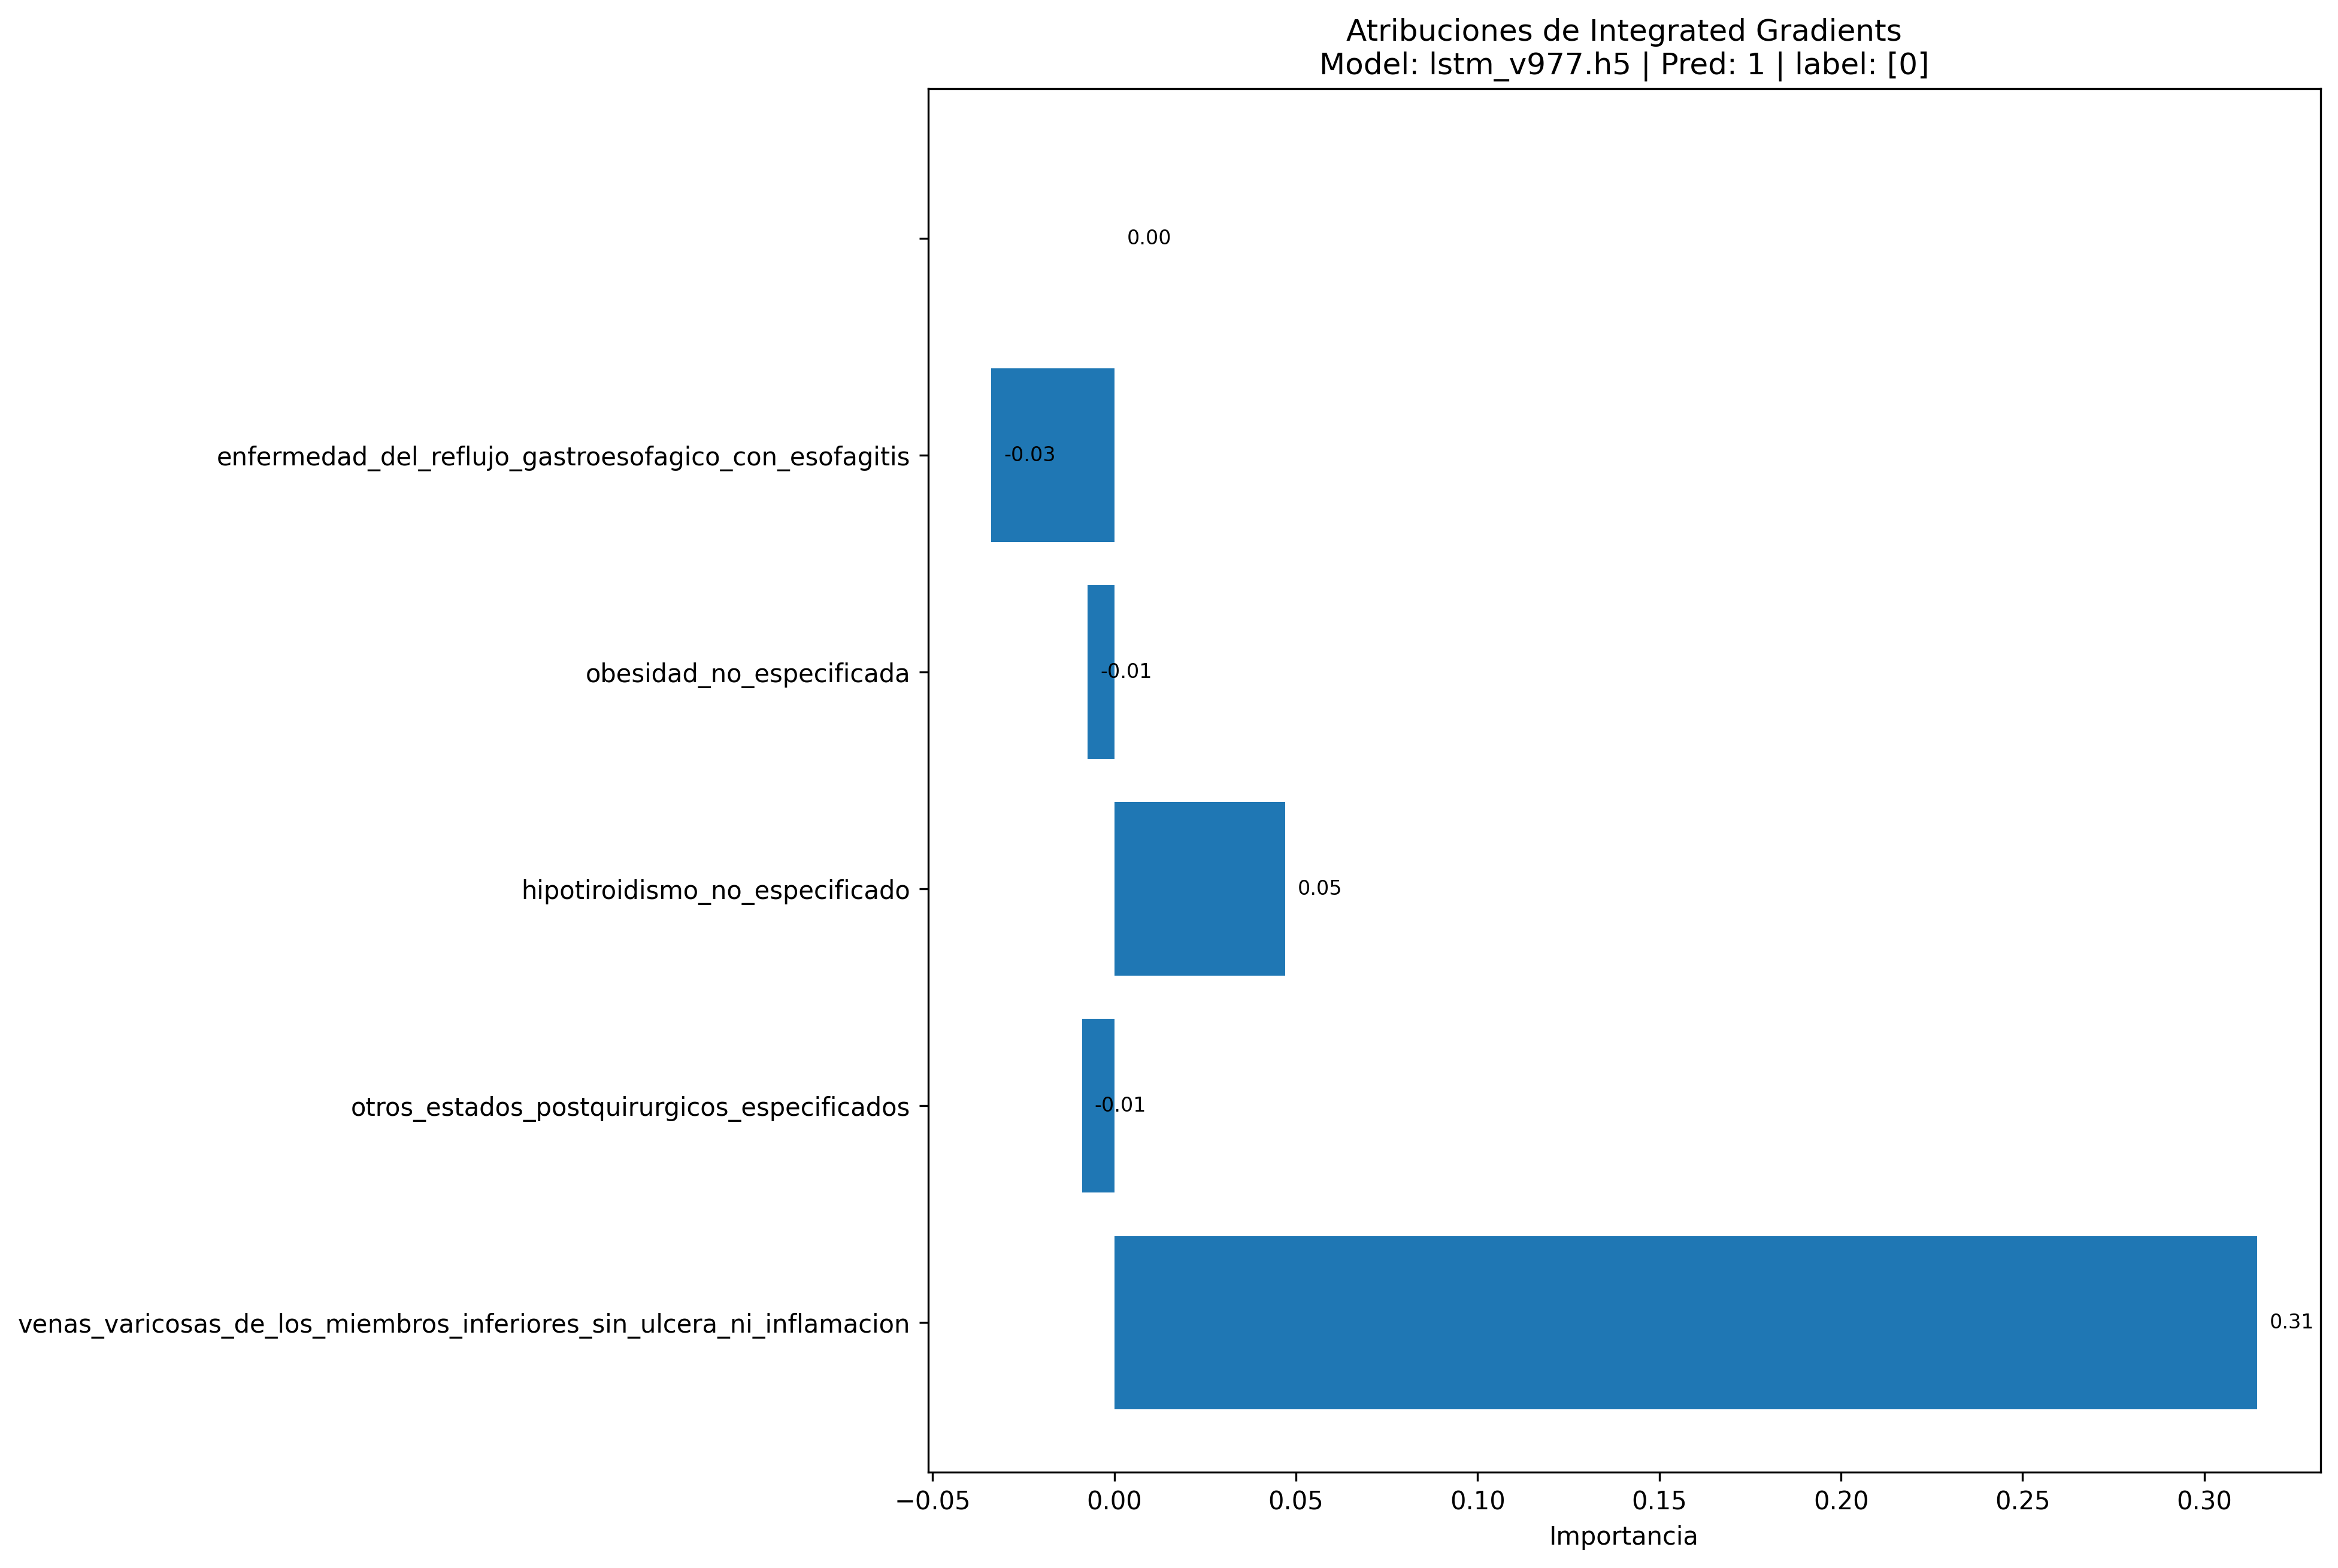 Atribuciones de Integrated Gradients
Model: lstm_v977.h5 | Pred: 1 | label: [0]
0.00
enfermedad_del_reflujo_gastroesofagico_con_esofagitis
-0.03
obesidad_no_especificada
-0.01
hipotiroidismo_no_especificado
0.05
otros_estados_postquirurgicos_especificados
-0.01
venas_varicosas_de_los_miembros_inferiores_sin_ulcera_ni_inflamacion
0.31
−0.05 0.00 0.05 0.10 0.15 0.20 0.25 0.30
Importancia